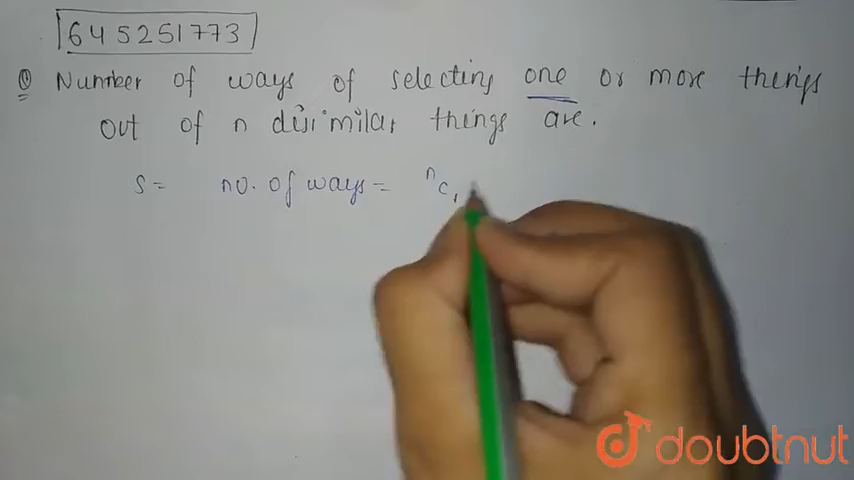 645251773
Q Number of ways of selecting one or more things
out of n dissimilar things are.
S= no. of ways = ⁿC₁
doubtnut